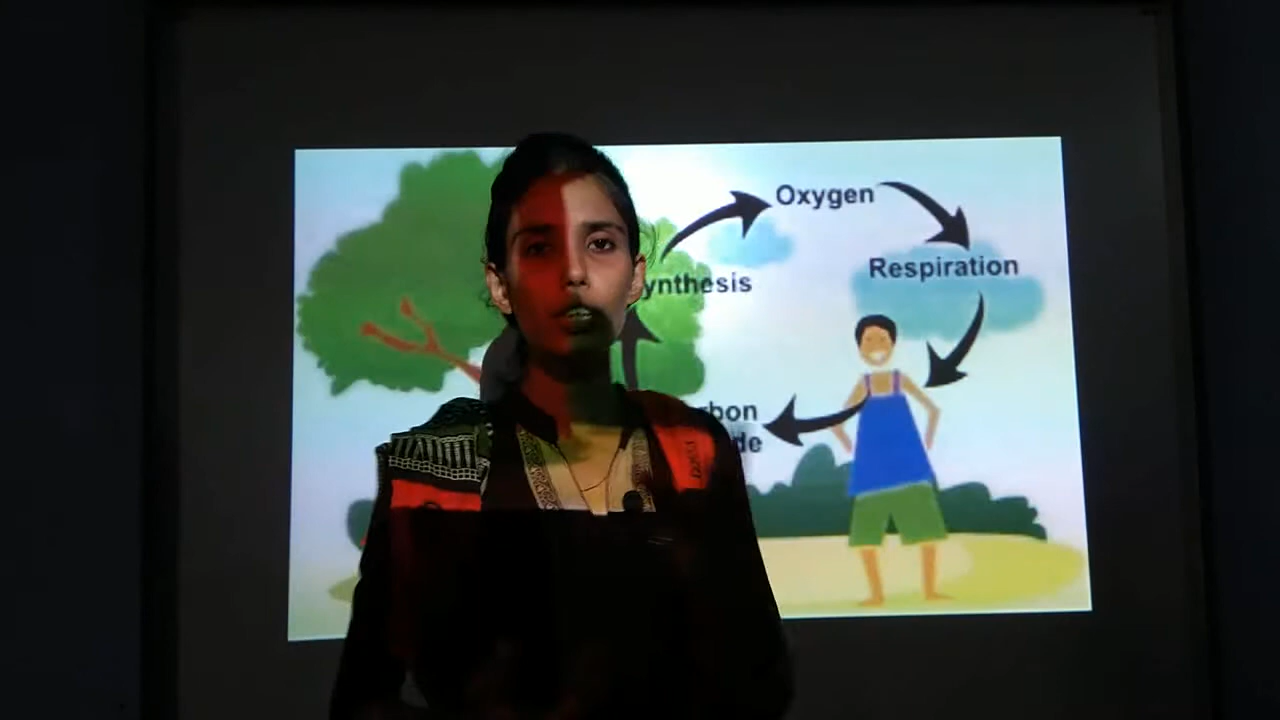 Oxygen
Respiration
ynthesis
rbon
de